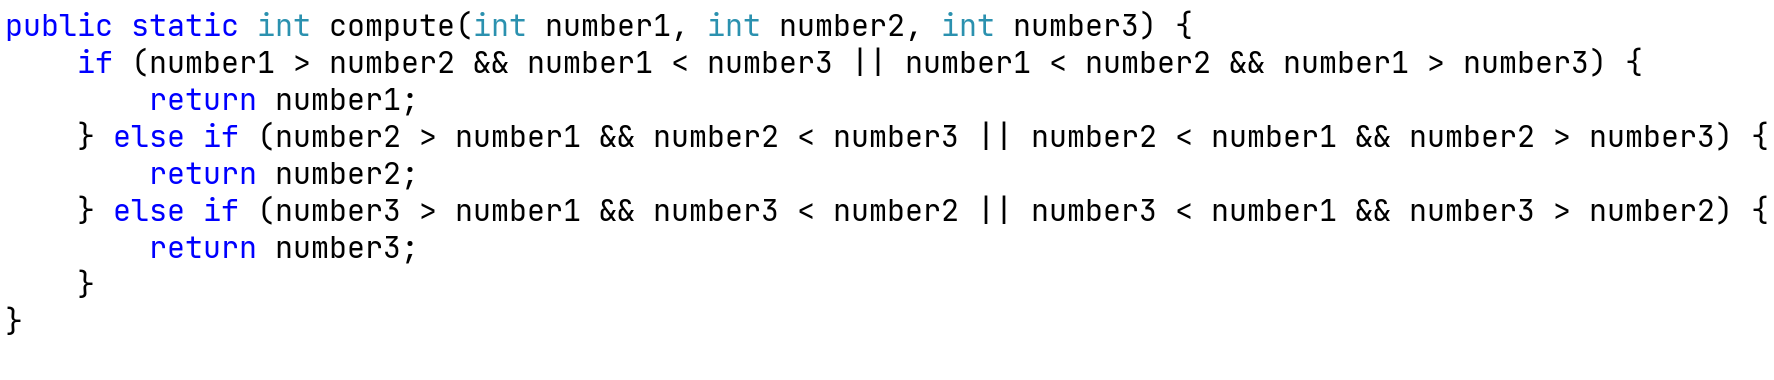 public static int compute(int number1, int number2, int number3) {
    if (number1 > number2 && number1 < number3 || number1 < number2 && number1 > number3) {
        return number1;
    } else if (number2 > number1 && number2 < number3 || number2 < number1 && number2 > number3) {
        return number2;
    } else if (number3 > number1 && number3 < number2 || number3 < number1 && number3 > number2) {
        return number3;
    }
}